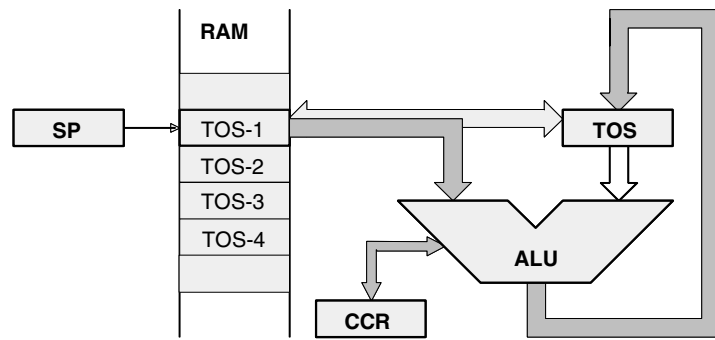 RAM
SP
TOS-1
TOS
TOS-2
TOS-3
TOS-4
ALU
CCR